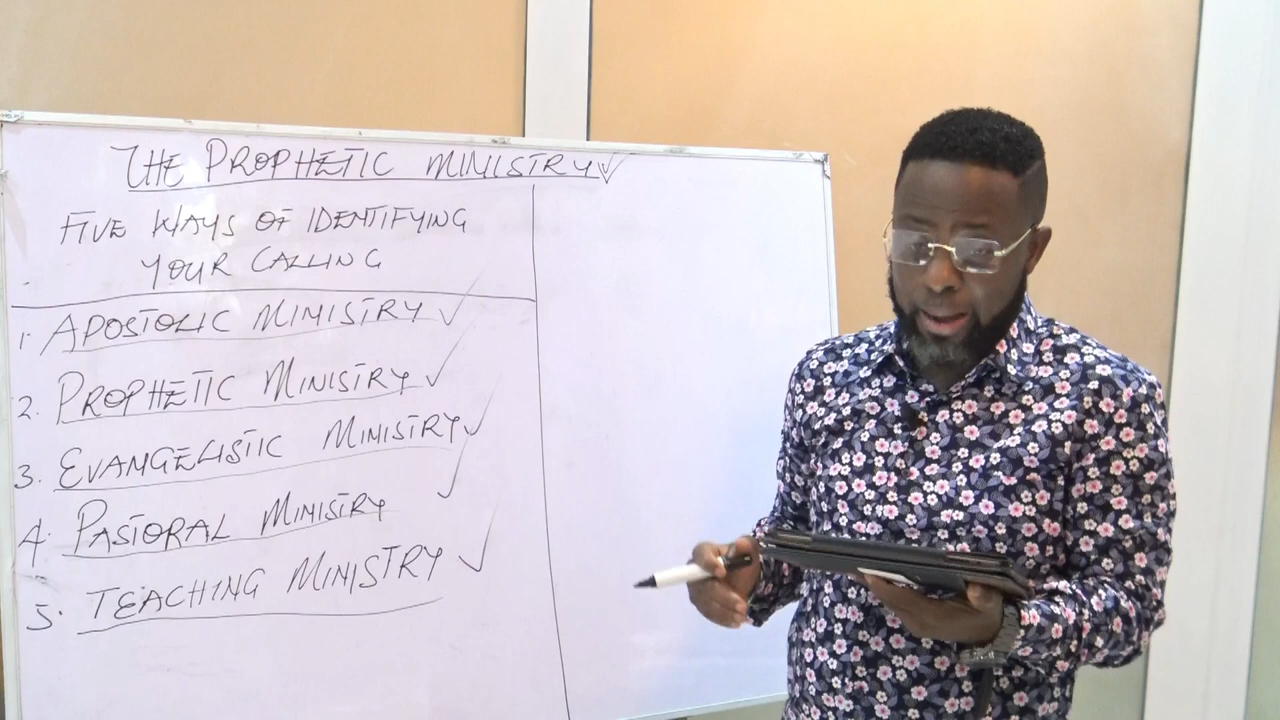 THE PROPHETIC MINISTRY
FIVE WAYS OF IDENTIFYING
YOUR CALLING
1. APOSTOLIC MINISTRY
2. PROPHETIC MINISTRY
3. EVANGELISTIC MINISTRY
4. PASTORAL MINISTRY
5. TEACHING MINISTRY